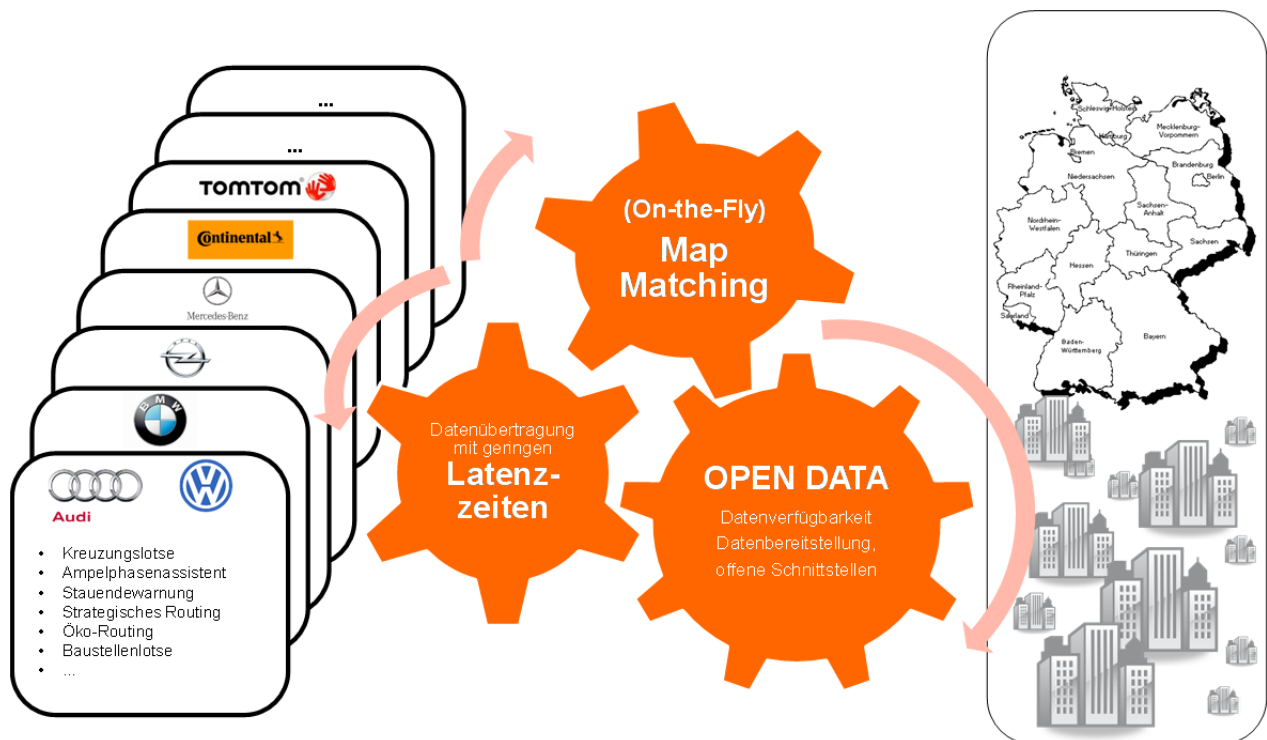 ...
...
TOMTOM®
Continental
Mercedes-Benz
BMW
Audi
VW
• Kreuzungslotse
• Ampelphasenassistent
• Stauendewarnung
• Strategisches Routing
• Öko-Routing
• Baustellenlotse
• ...
(On-the-Fly)
Map
Matching
Datenübertragung
mit geringen
Latenz-
zeiten
OPEN DATA
Datenverfügbarkeit
Datenbereitstellung,
offene Schnittstellen
Schleswig-Holstein
Mecklenburg-
Vorpommern
Hamburg
Bremen
Brandenburg
Berlin
Niedersachsen
Sachsen-
Anhalt
Nordrhein-
Westfalen
Sachsen
Thüringen
Hessen
Rheinland-
Pfalz
Saarland
Baden-
Württemberg
Bayern